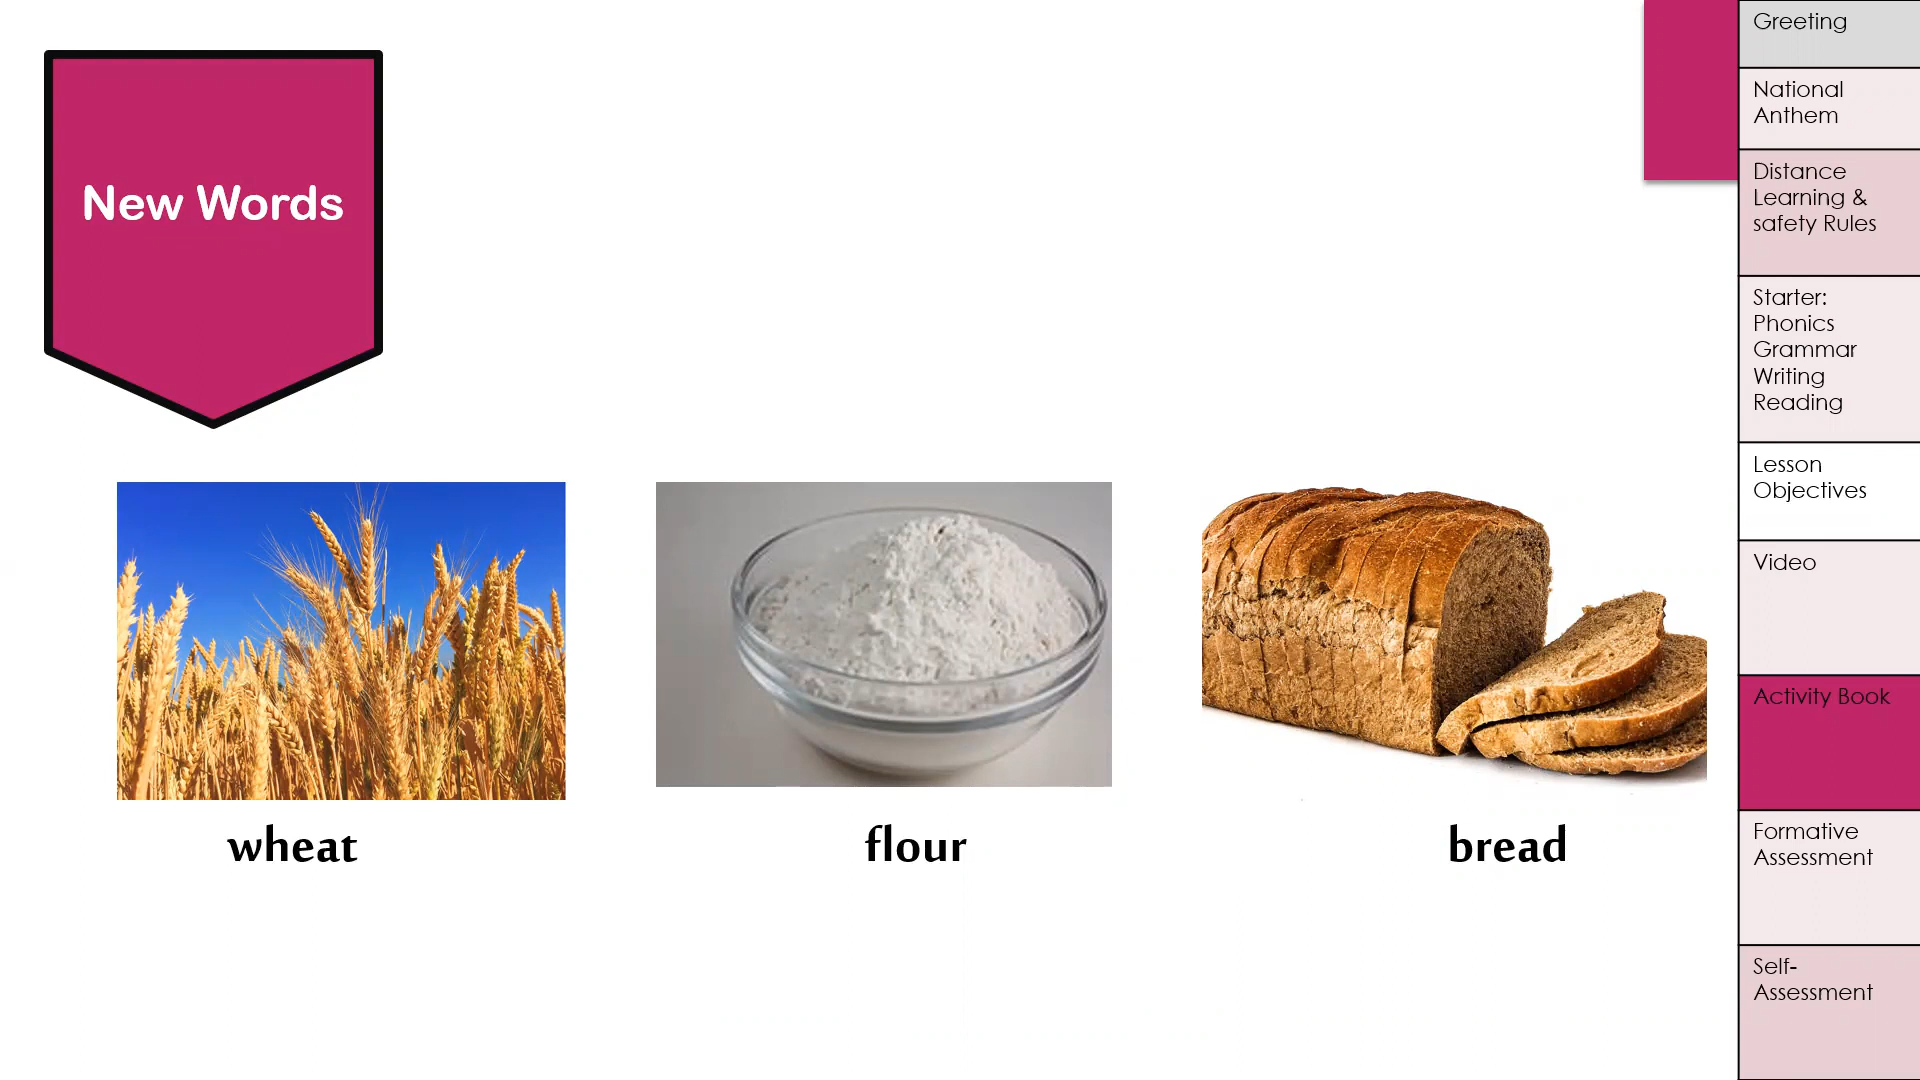 New Words
wheat
flour
bread
Greeting
National
Anthem
Distance
Learning &
safety Rules
Starter:
Phonics
Grammar
Writing
Reading
Lesson
Objectives
Video
Activity Book
Formative
Assessment
Self-
Assessment